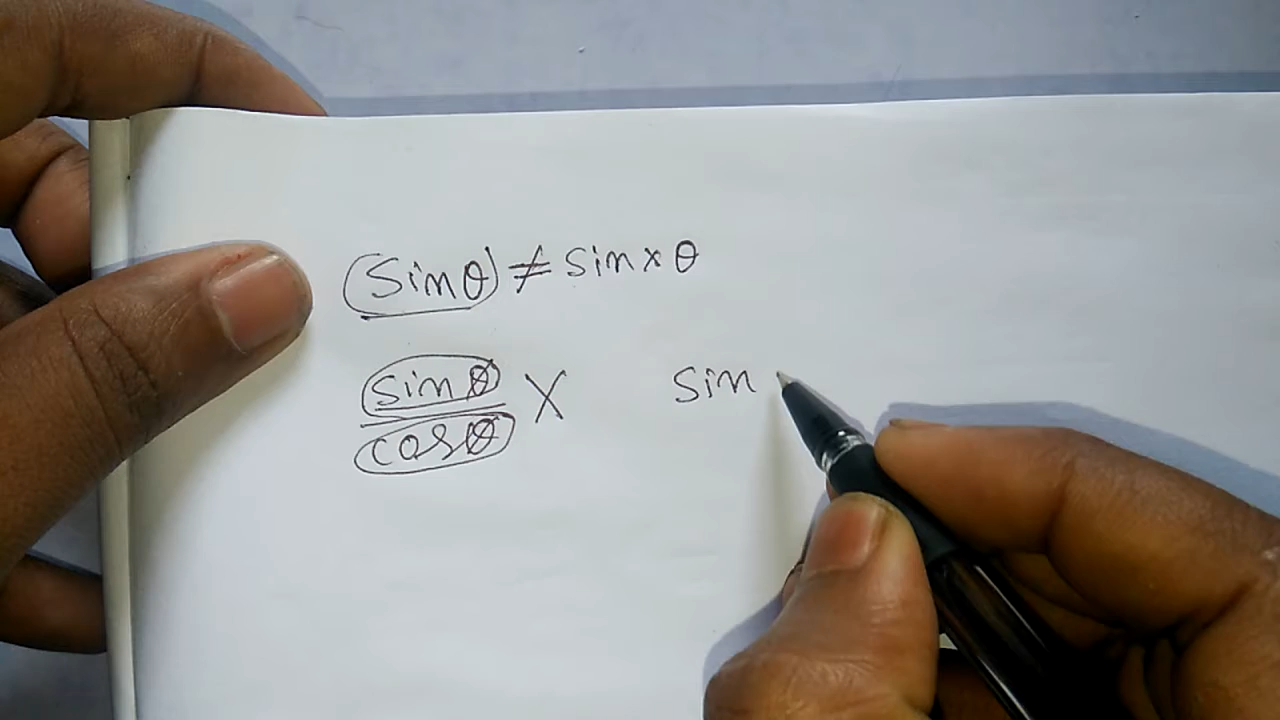 (sinθ) ≠ sin x θ
sinθ X sin
cosθ